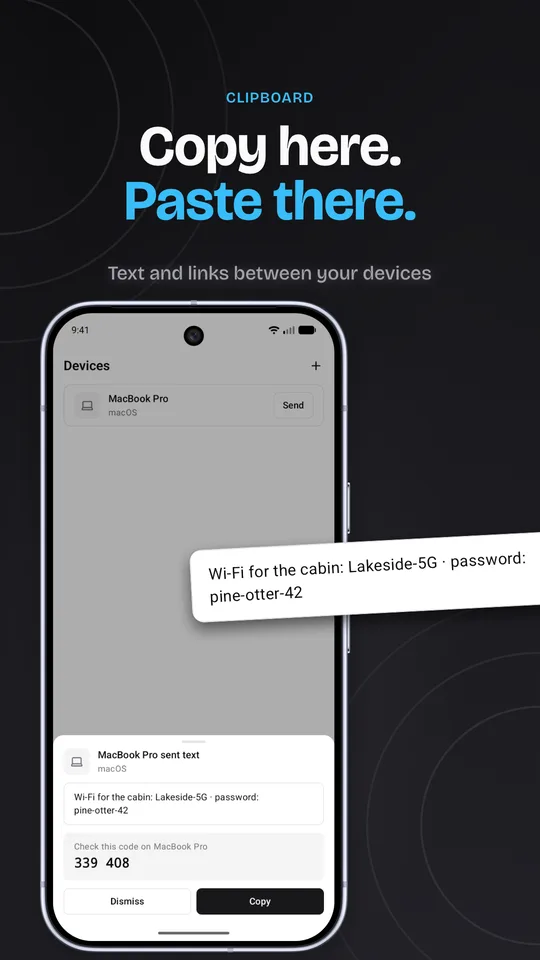 CLIPBOARD
Copy here.
Paste there.
Text and links between your devices
9:41
Devices
MacBook Pro
macOS
Send
Wi-Fi for the cabin: Lakeside-5G · password:
pine-otter-42
MacBook Pro sent text
macOS
Wi-Fi for the cabin: Lakeside-5G · password:
pine-otter-42
Check this code on MacBook Pro
339 408
Dismiss
Copy